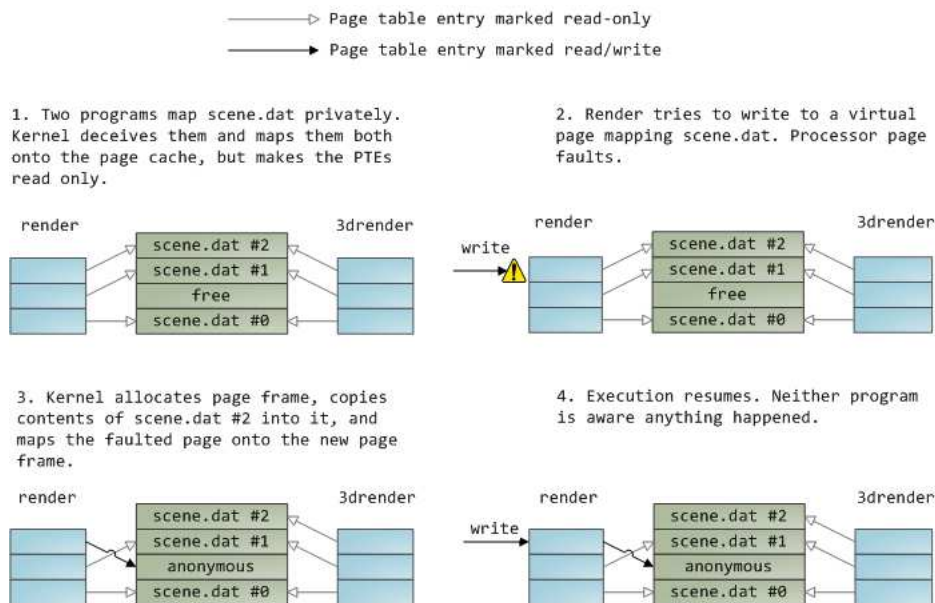 Page table entry marked read-only
Page table entry marked read/write
1. Two programs map scene.dat privately.
Kernel deceives them and maps them both
onto the page cache, but makes the PTEs
read only.
render
3drender
scene.dat #2
scene.dat #1
free
scene.dat #0
2. Render tries to write to a virtual
page mapping scene.dat. Processor page
faults.
render
3drender
write
scene.dat #2
scene.dat #1
free
scene.dat #0
3. Kernel allocates page frame, copies
contents of scene.dat #2 into it, and
maps the faulted page onto the new page
frame.
render
3drender
scene.dat #2
scene.dat #1
anonymous
scene.dat #0
4. Execution resumes. Neither program
is aware anything happened.
render
3drender
write
scene.dat #2
scene.dat #1
anonymous
scene.dat #0